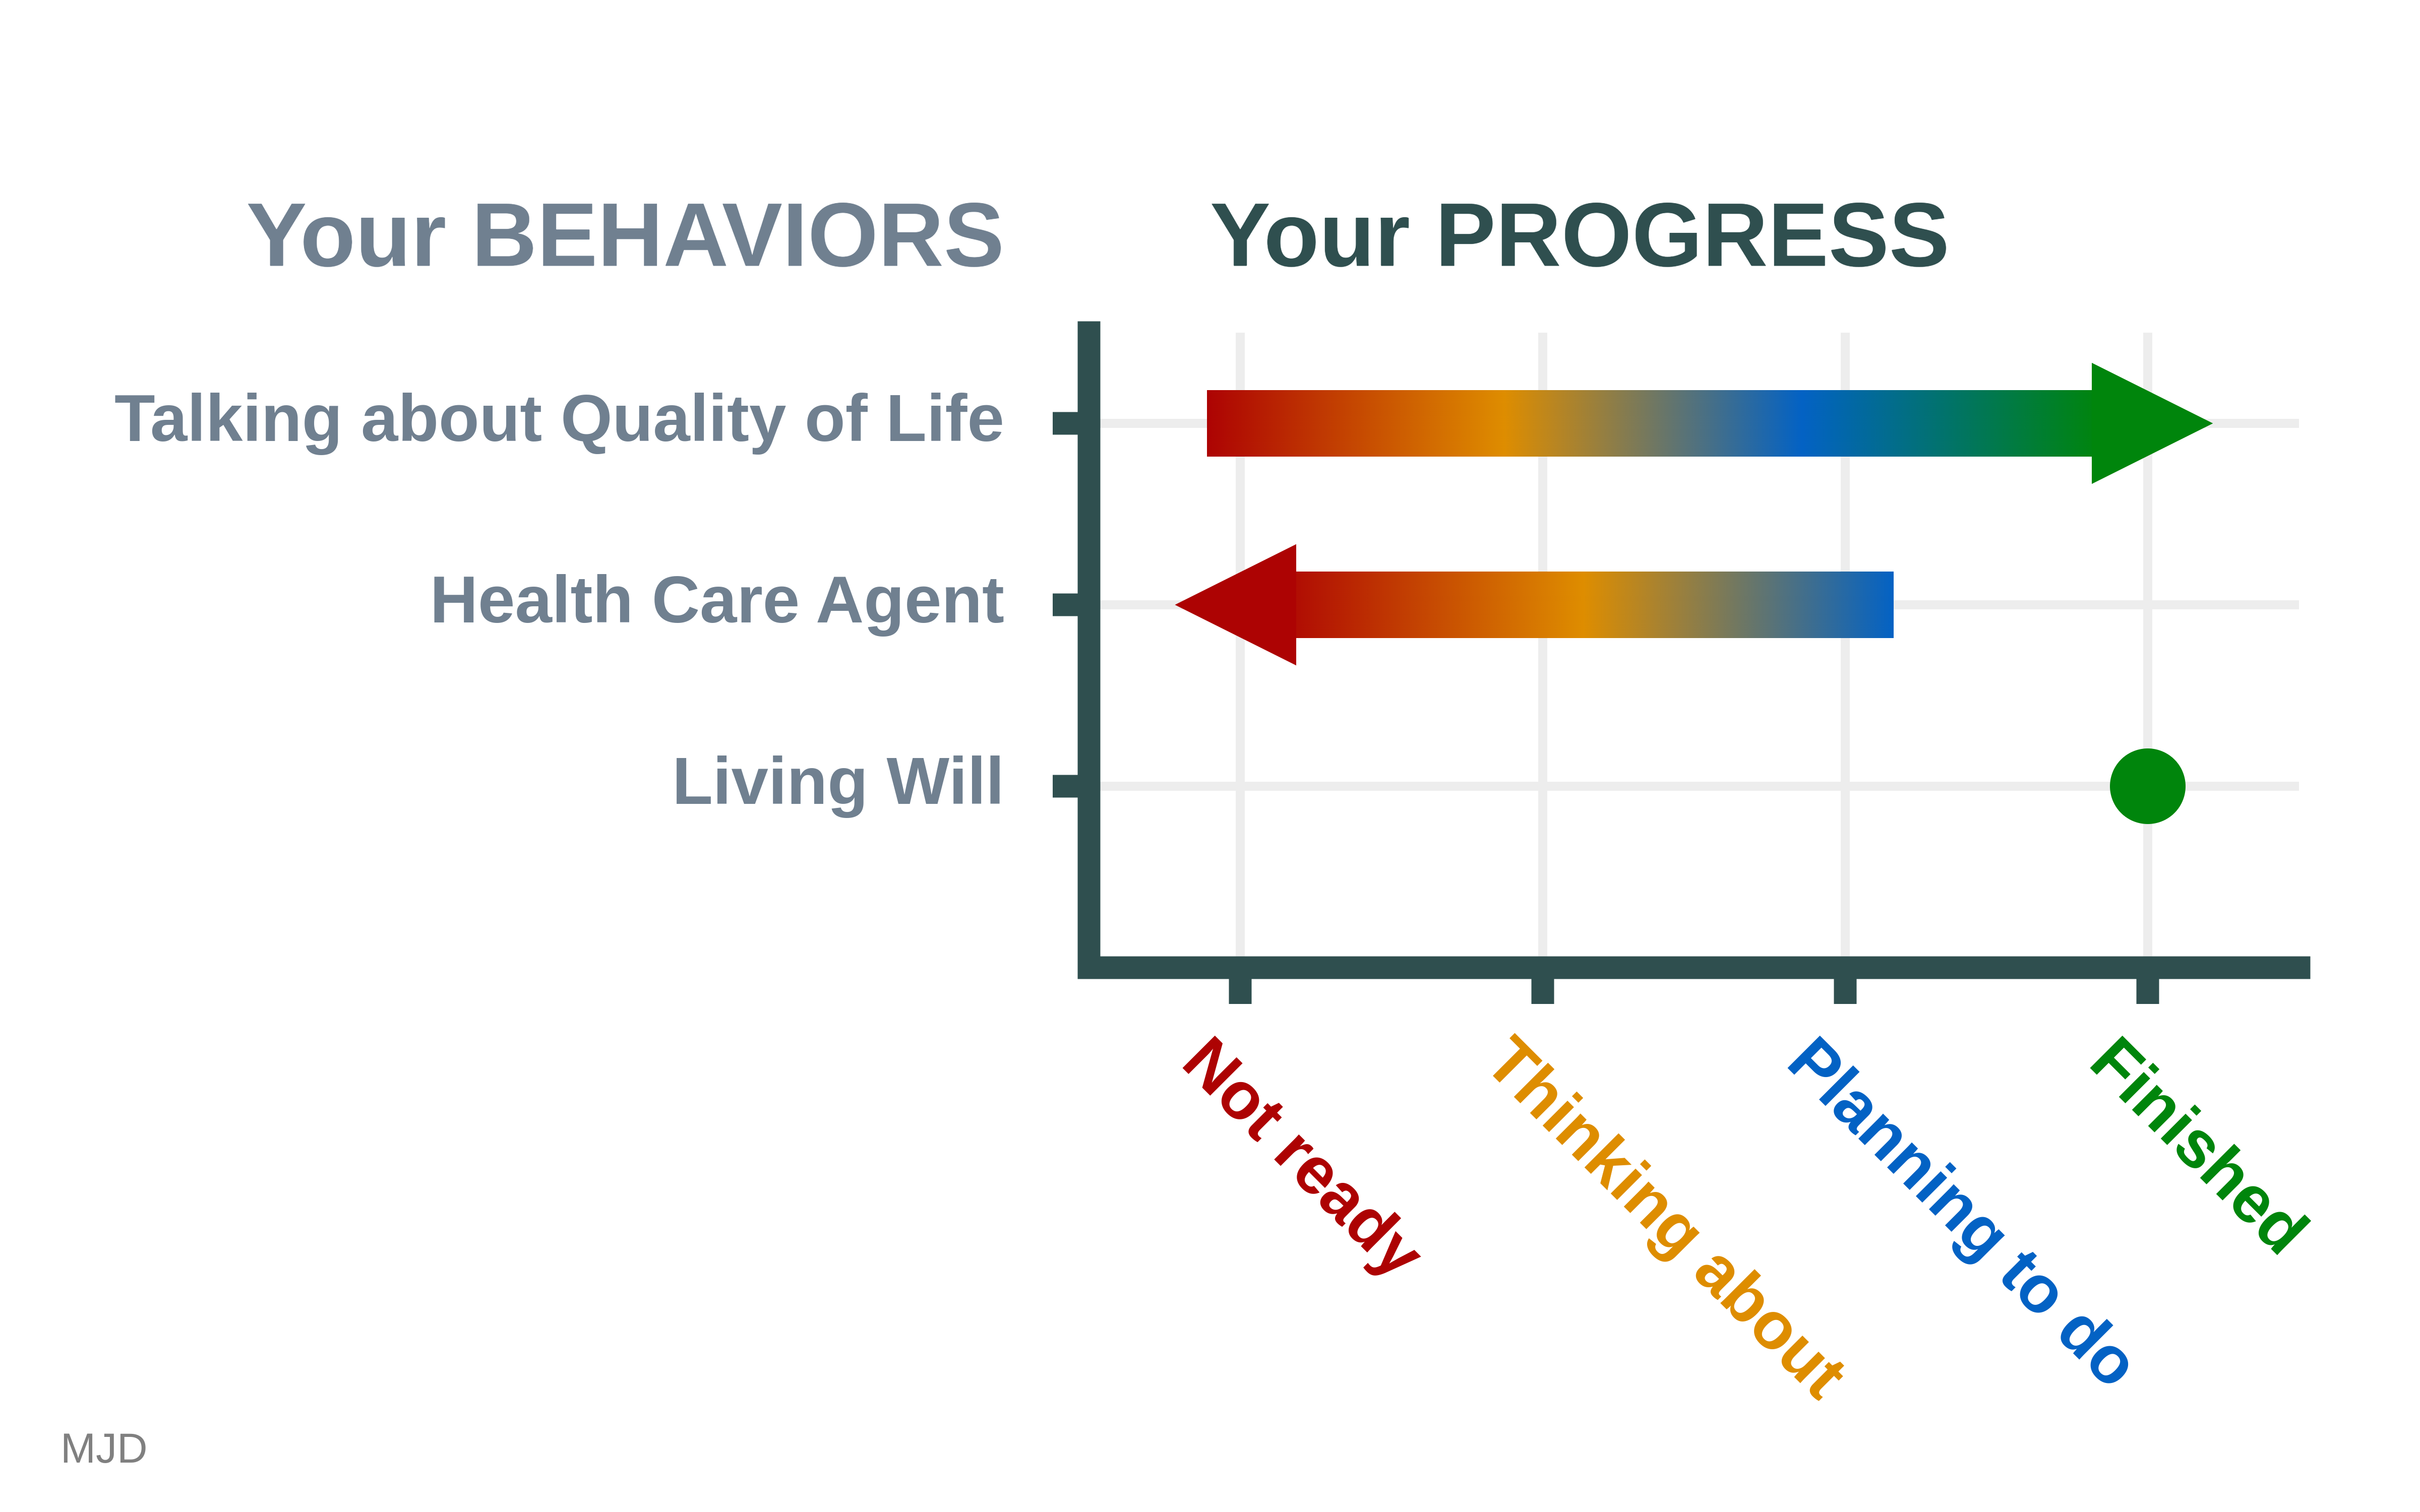 Your BEHAVIORS
Your PROGRESS
Talking about Quality of Life
Health Care Agent
Living Will
Not ready
Thinking about
Planning to do
Finished
MJD